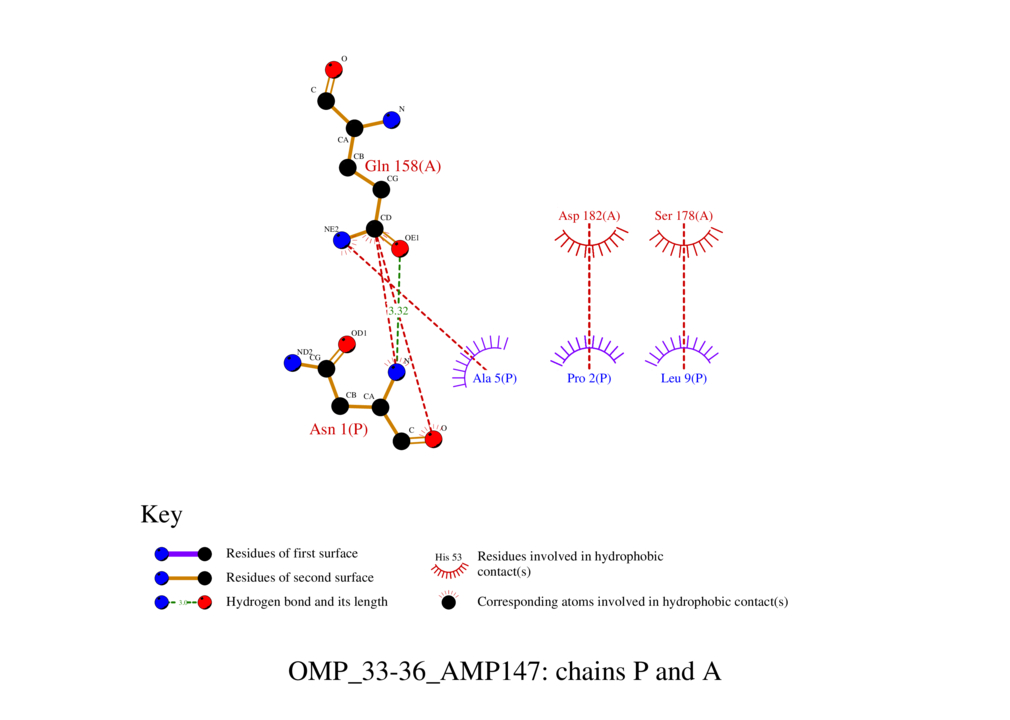 O
C
N
CA
CB
Gln 158(A)
CG
CD
NE2
OE1
Asp 182(A)
Ser 178(A)
3.32
OD1
ND2
CG
N
Ala 5(P)
Pro 2(P)
Leu 9(P)
CB
CA
Asn 1(P)
C
O
Key
Residues of first surface
Residues of second surface
3.0
Hydrogen bond and its length
His 53
Residues involved in hydrophobic
contact(s)
Corresponding atoms involved in hydrophobic contact(s)
OMP_33-36_AMP147: chains P and A